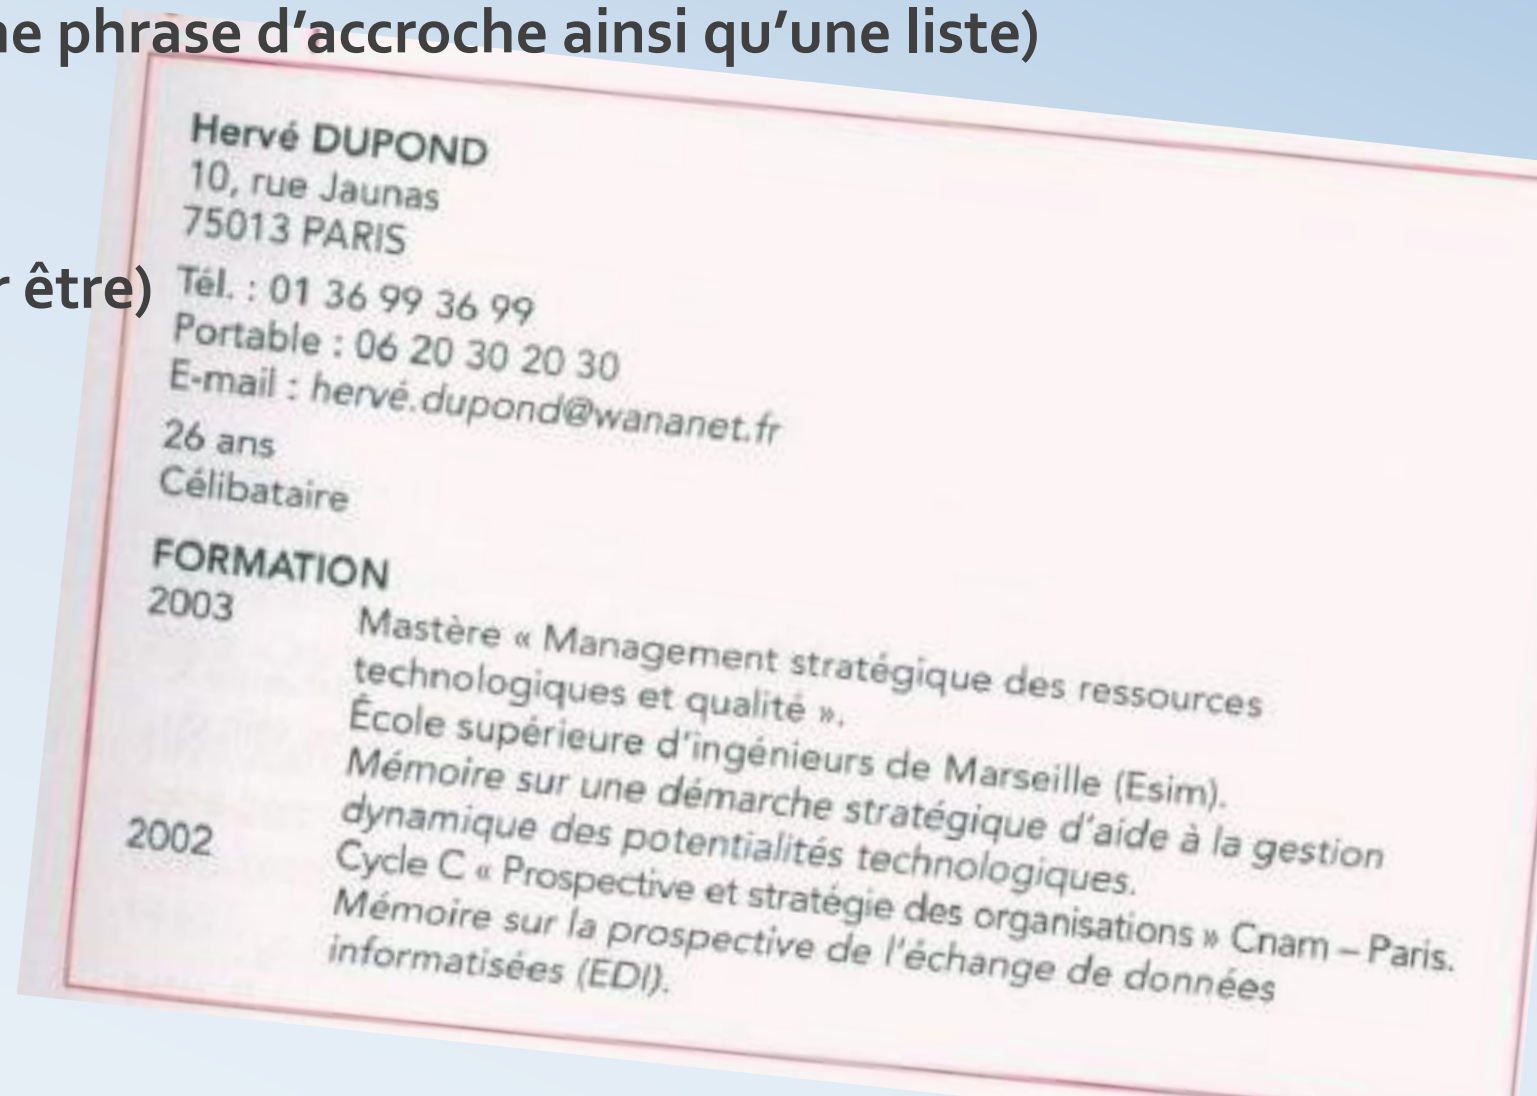 ne phrase d'accroche ainsi qu'une liste)
r être)
Hervé DUPOND
10, rue Jaunas
75013 PARIS
Tél. : 01 36 99 36 99
Portable : 06 20 30 20 30
E-mail : hervé.dupond@wananet.fr
26 ans
Célibataire
FORMATION
2003 Mastère « Management stratégique des ressources
technologiques et qualité ».
École supérieure d'ingénieurs de Marseille (Esim).
Mémoire sur une démarche stratégique d'aide à la gestion
dynamique des potentialités technologiques.
2002 Cycle C « Prospective et stratégie des organisations » Cnam – Paris.
Mémoire sur la prospective de l'échange de données
informatisées (EDI).